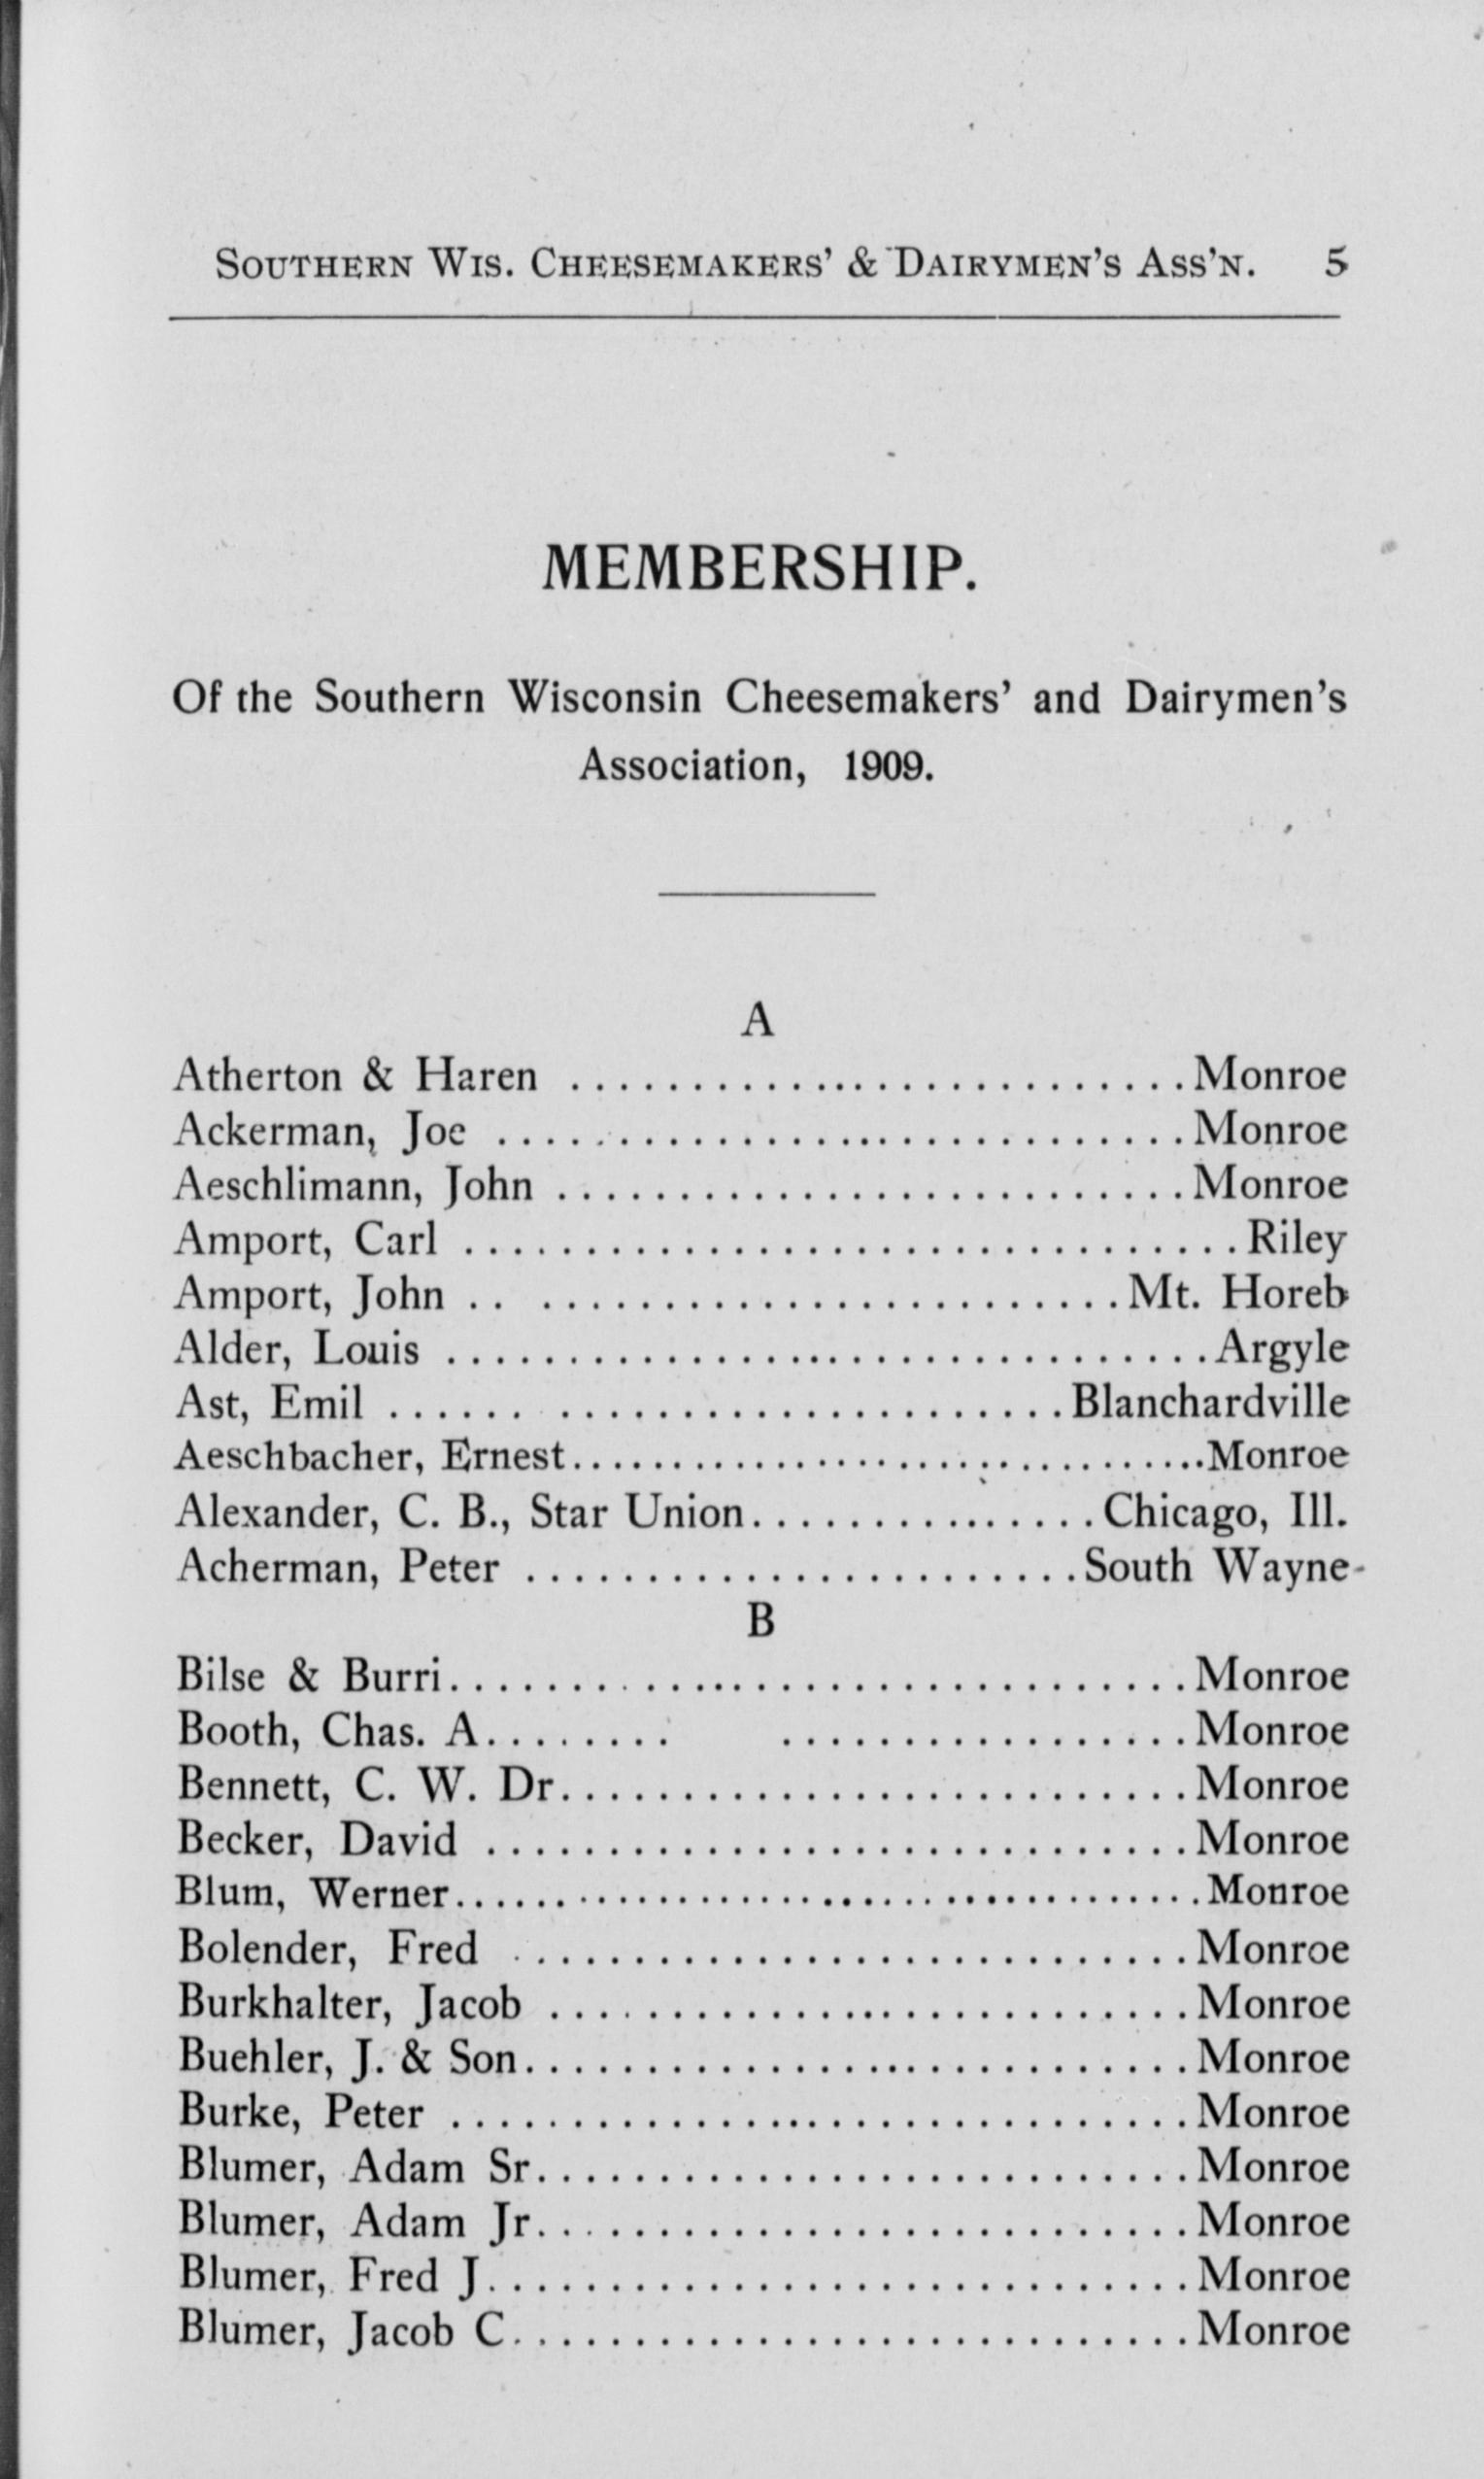 SOUTHERN WIS. CHEESEMAKERS' & DAIRYMEN'S ASS'N. 5
MEMBERSHIP.
Of the Southern Wisconsin Cheesemakers' and Dairymen's
Association, 1909.
A
Atherton & Haren ............................ Monroe
Ackerman, Joe ............................ Monroe
Aeschlimann, John ............................ Monroe
Amport, Carl ............................ Riley
Amport, John ............................ Mt. Horeb
Alder, Louis ............................ Argyle
Ast, Emil ............................ Blanchardville
Aeschbacher, Ernest ............................ Monroe
Alexander, C. B., Star Union ............... Chicago, Ill.
Acherman, Peter ............................ South Wayne
B
Bilse & Burri ............................ Monroe
Booth, Chas. A ............................ Monroe
Bennett, C. W. Dr ............................ Monroe
Becker, David ............................ Monroe
Blum, Werner ............................ Monroe
Bolender, Fred ............................ Monroe
Burkhalter, Jacob ............................ Monroe
Buehler, J. & Son ............................ Monroe
Burke, Peter ............................ Monroe
Blumer, Adam Sr ............................ Monroe
Blumer, Adam Jr ............................ Monroe
Blumer, Fred J ............................ Monroe
Blumer, Jacob C ............................ Monroe